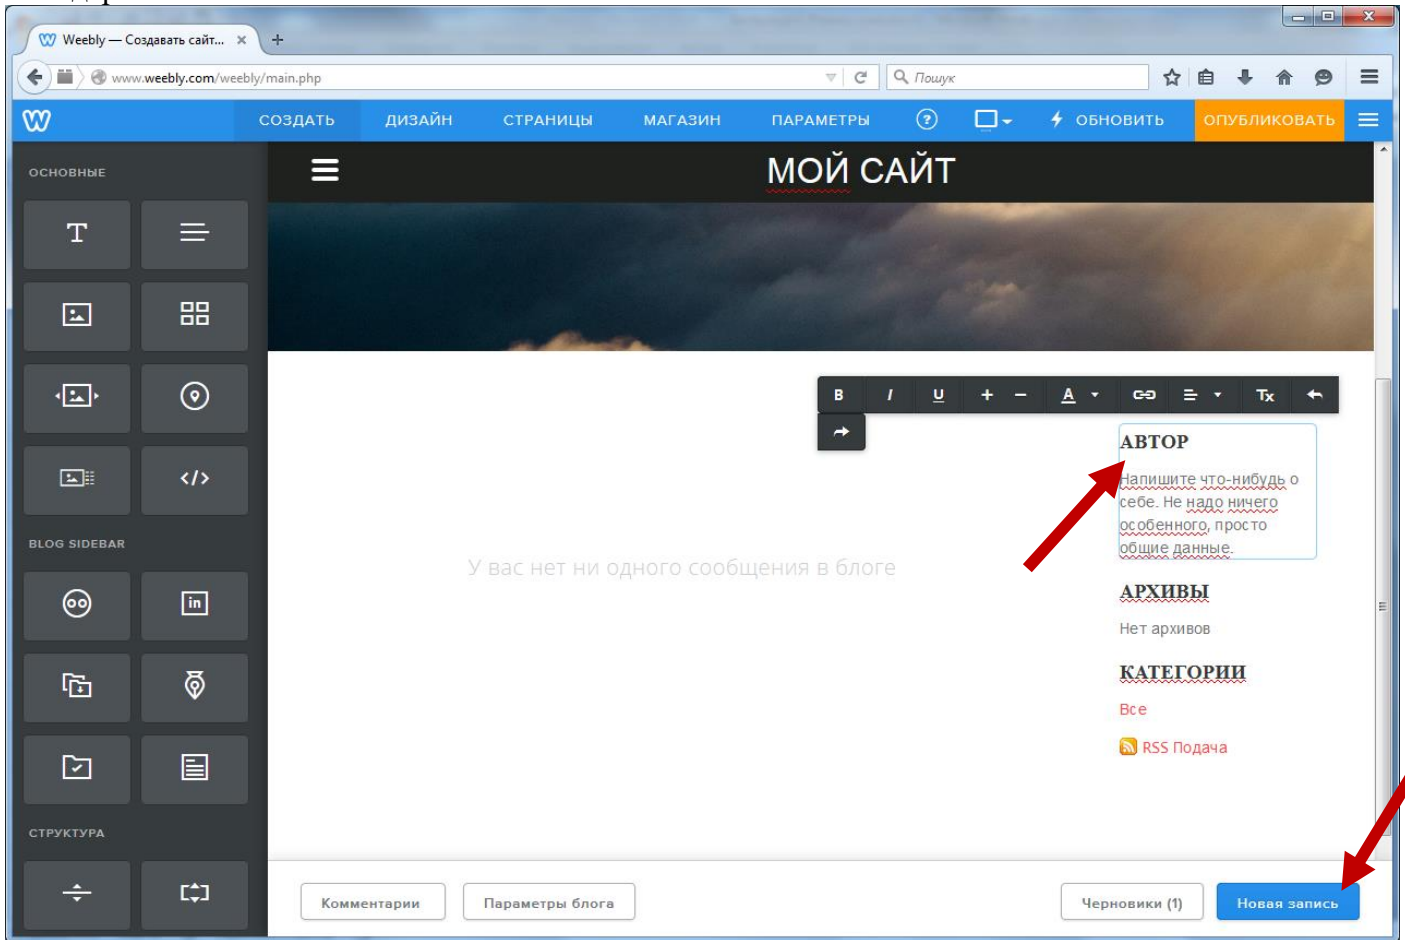 Weebly — Создавать сайт...
www.weebly.com/weebly/main.php
Пошук
СОЗДАТЬ ДИЗАЙН СТРАНИЦЫ МАГАЗИН ПАРАМЕТРЫ ОБНОВИТЬ ОПУБЛИКОВАТЬ
ОСНОВНЫЕ
МОЙ САЙТ
T
B I U + − A Tx
</>
АВТОР
Напишите что-нибудь о
себе. Не надо ничего
особенного, просто
общие данные.
BLOG SIDEBAR
У вас нет ни одного сообщения в блоге
in
АРХИВЫ
Нет архивов
КАТЕГОРИИ
Все
RSS Подача
СТРУКТУРА
Комментарии Параметры блога Черновики (1) Новая запись